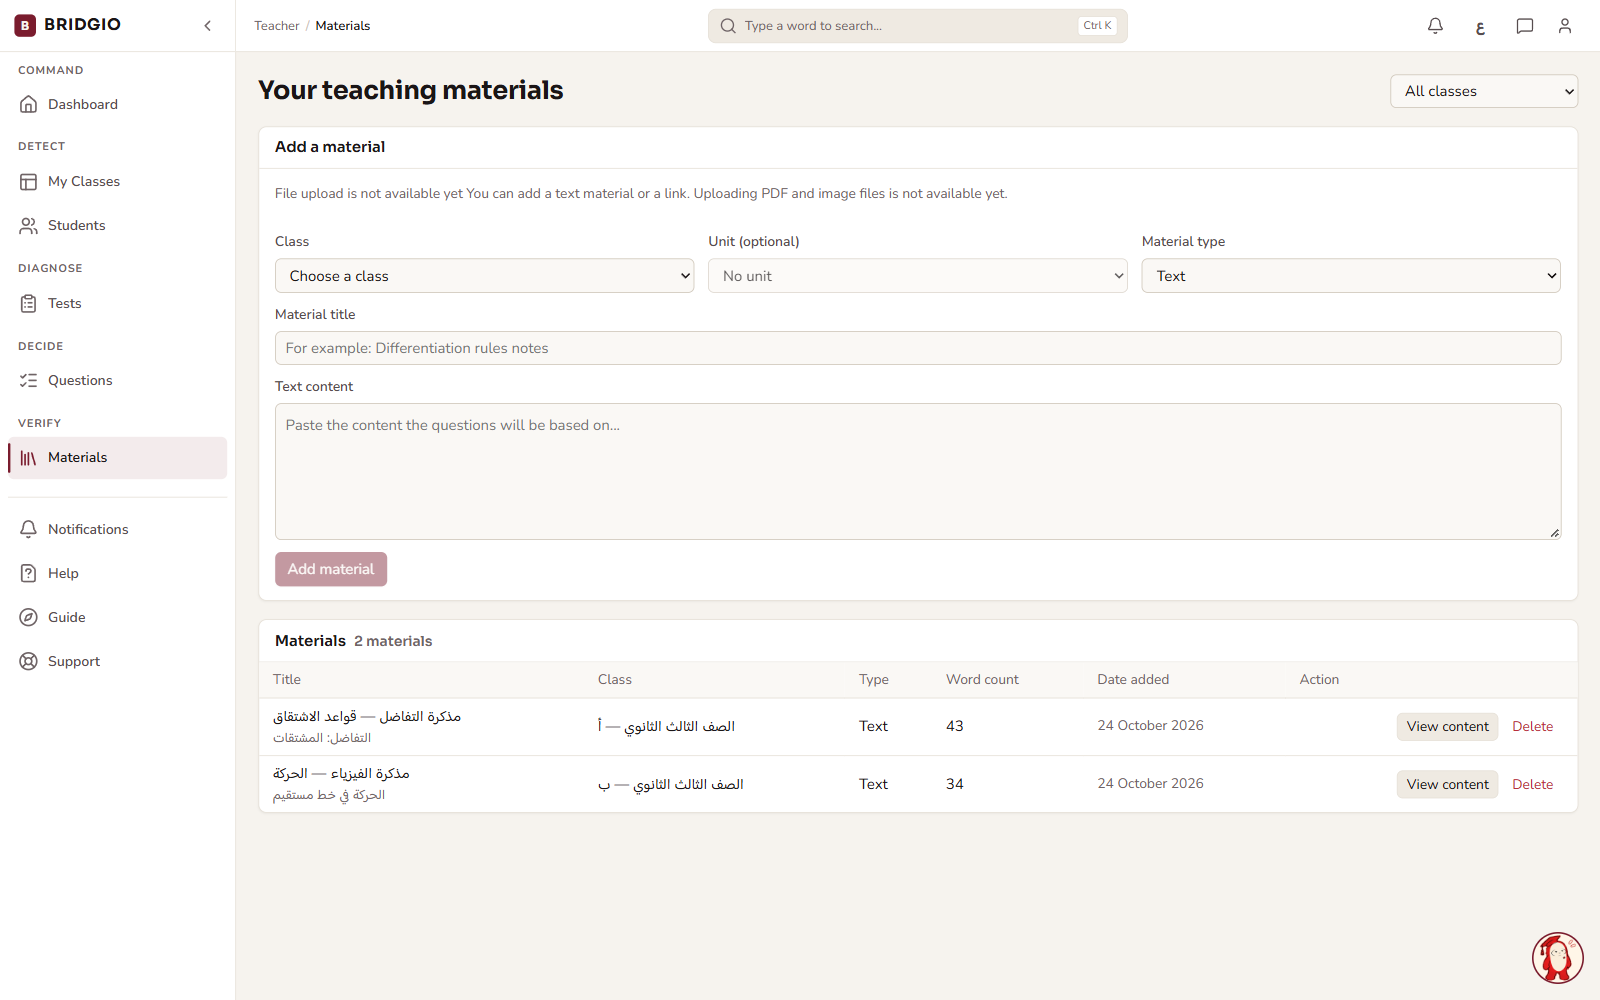 B BRIDGIO
Teacher / Materials
Type a word to search...
Ctrl K
ع
COMMAND
Dashboard
DETECT
My Classes
Students
DIAGNOSE
Tests
DECIDE
Questions
VERIFY
Materials
Notifications
Help
Guide
Support
Your teaching materials
All classes
Add a material
File upload is not available yet You can add a text material or a link. Uploading PDF and image files is not available yet.
Class
Unit (optional)
Material type
Choose a class
No unit
Text
Material title
For example: Differentiation rules notes
Text content
Paste the content the questions will be based on...
Add material
Materials 2 materials
Title Class Type Word count Date added Action
مذكرة التفاضل — قواعد الاشتقاق
التفاضل: المشتقات
الصف الثالث الثانوي — أ
Text 43 24 October 2026 View content Delete
مذكرة الفيزياء — الحركة
الحركة في خط مستقيم
الصف الثالث الثانوي — ب
Text 34 24 October 2026 View content Delete